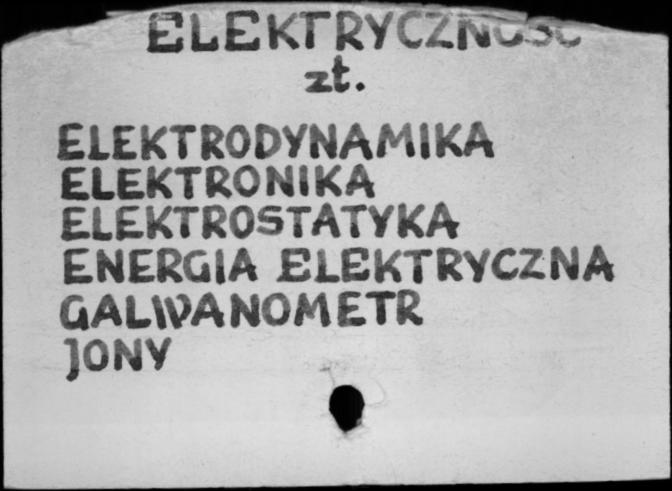 ELEKTRYCZNOŚĆ
zt.
ELEKTRODYNAMIKA
ELEKTRONIKA
ELEKTROSTATYKA
ENERGIA ELEKTRYCZNA
GALWANOMETR
JONY